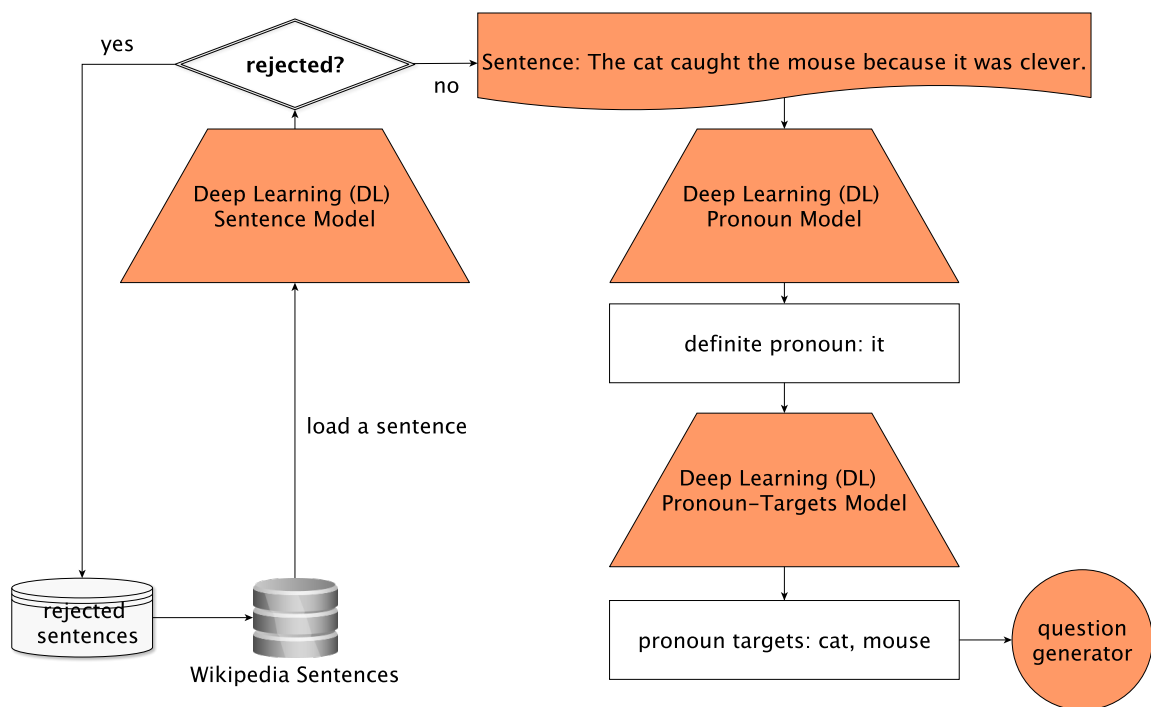 yes
rejected?
no
Sentence: The cat caught the mouse because it was clever.
Deep Learning (DL)
Sentence Model
Deep Learning (DL)
Pronoun Model
definite pronoun: it
load a sentence
Deep Learning (DL)
Pronoun-Targets Model
rejected
sentences
Wikipedia Sentences
pronoun targets: cat, mouse
question
generator